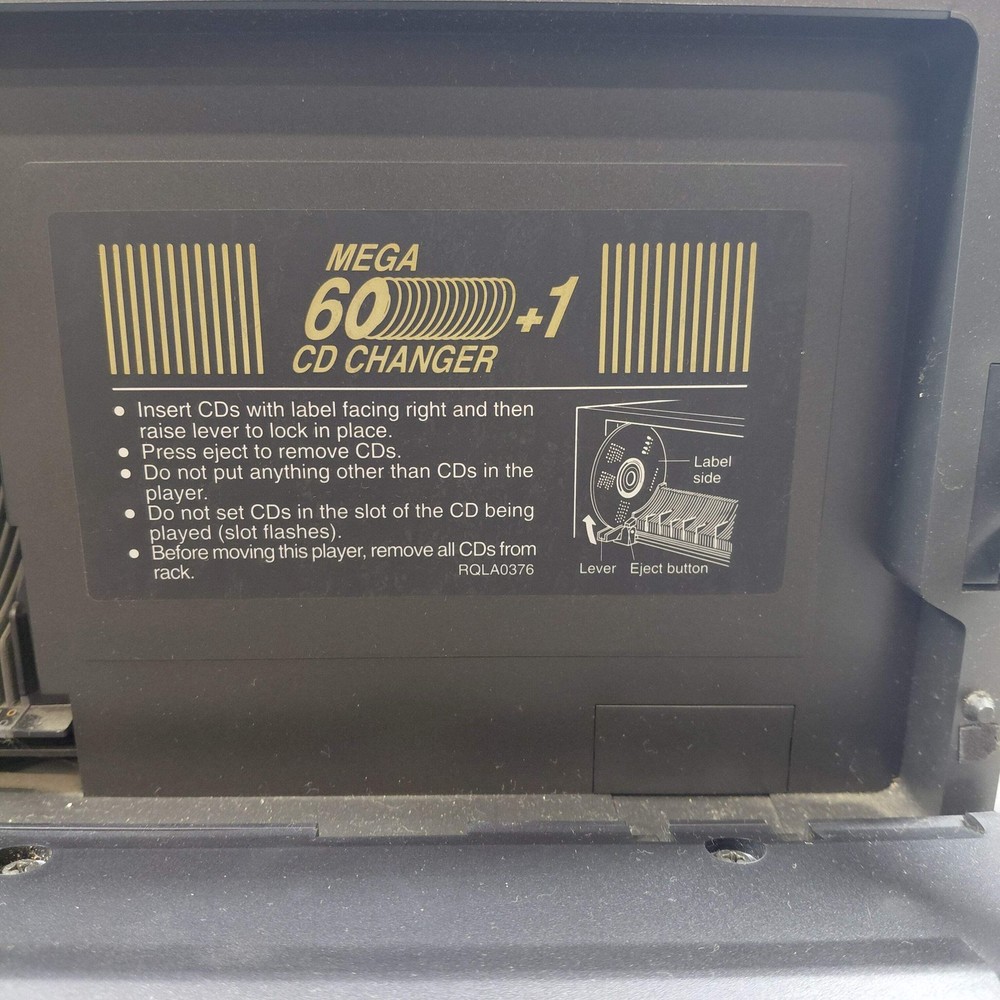 MEGA
60 +1
CD CHANGER
• Insert CDs with label facing right and then
raise lever to lock in place.
• Press eject to remove CDs.
• Do not put anything other than CDs in the
player.
• Do not set CDs in the slot of the CD being
played (slot flashes).
• Before moving this player, remove all CDs from
rack.
RQLA0376
Label
side
Lever Eject button